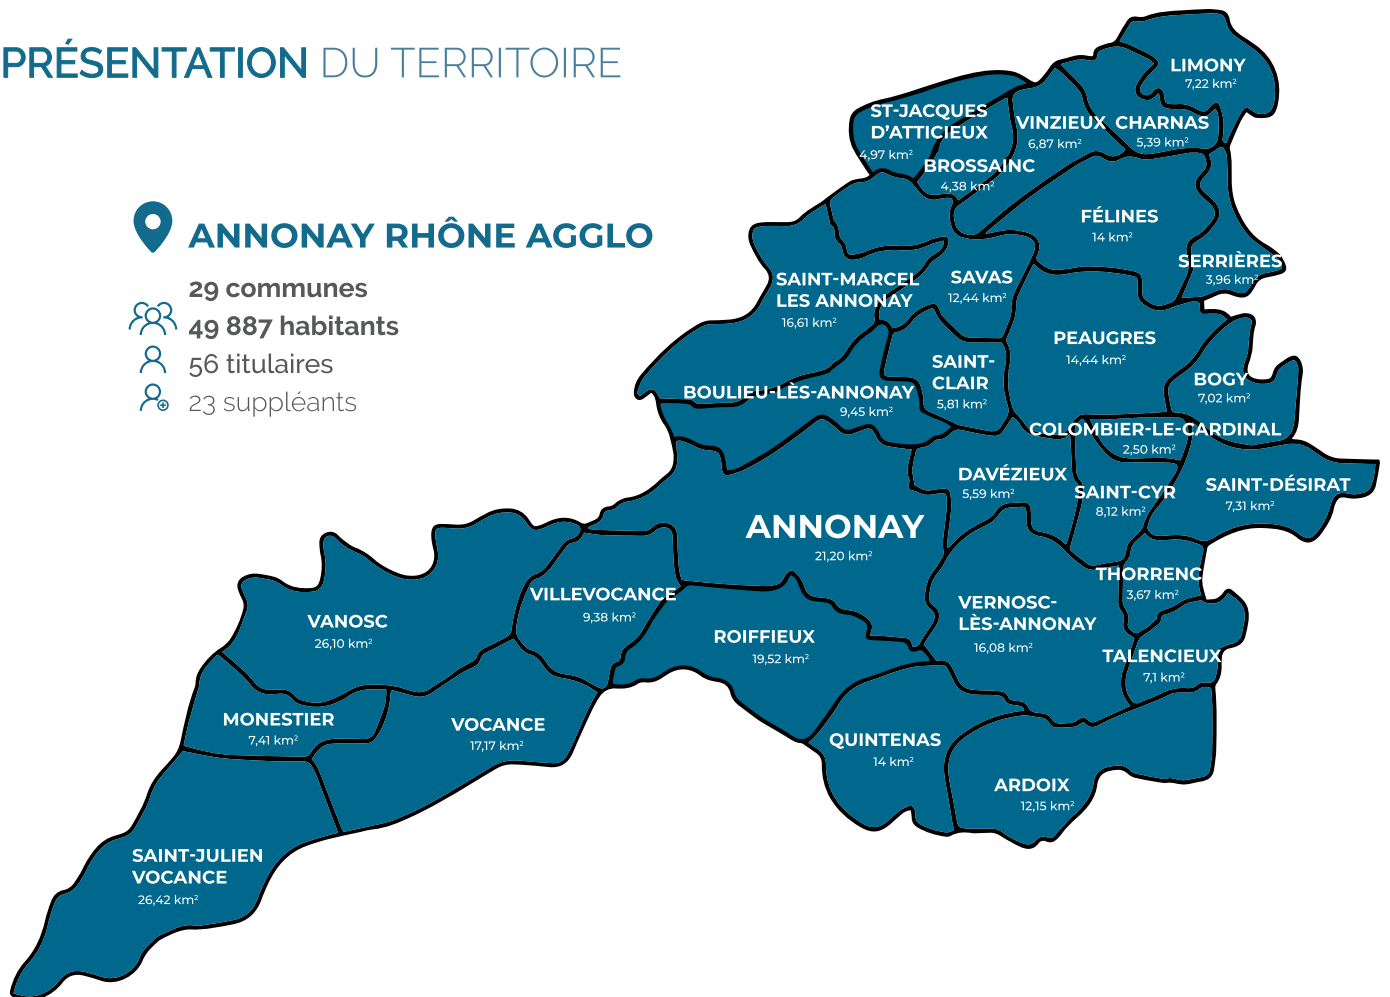 PRÉSENTATION DU TERRITOIRE
ANNONAY RHÔNE AGGLO
29 communes
49 887 habitants
56 titulaires
23 suppléants
LIMONY
7,22 km²
ST-JACQUES
D'ATTICIEUX
4,97 km²
BROSSAINC
4,38 km²
VINZIEUX
6,87 km²
CHARNAS
5,39 km²
FÉLINES
14 km²
SERRIÈRES
3,96 km²
SAINT-MARCEL
LES ANNONAY
16,61 km²
SAVAS
12,44 km²
PEAUGRES
14,44 km²
SAINT-
CLAIR
5,81 km²
BOGY
7,02 km²
BOULIEU-LÈS-ANNONAY
9,45 km²
COLOMBIER-LE-CARDINAL
2,50 km²
DAVÉZIEUX
5,59 km²
SAINT-CYR
8,12 km²
SAINT-DÉSIRAT
7,31 km²
ANNONAY
21,20 km²
THORRENC
3,67 km²
VILLEVOCANCE
9,38 km²
VERNOSC-
LÈS-ANNONAY
16,08 km²
VANOSC
26,10 km²
ROIFFIEUX
19,52 km²
TALENCIEUX
7,1 km²
MONESTIER
7,41 km²
VOCANCE
17,17 km²
QUINTENAS
14 km²
ARDOIX
12,15 km²
SAINT-JULIEN
VOCANCE
26,42 km²